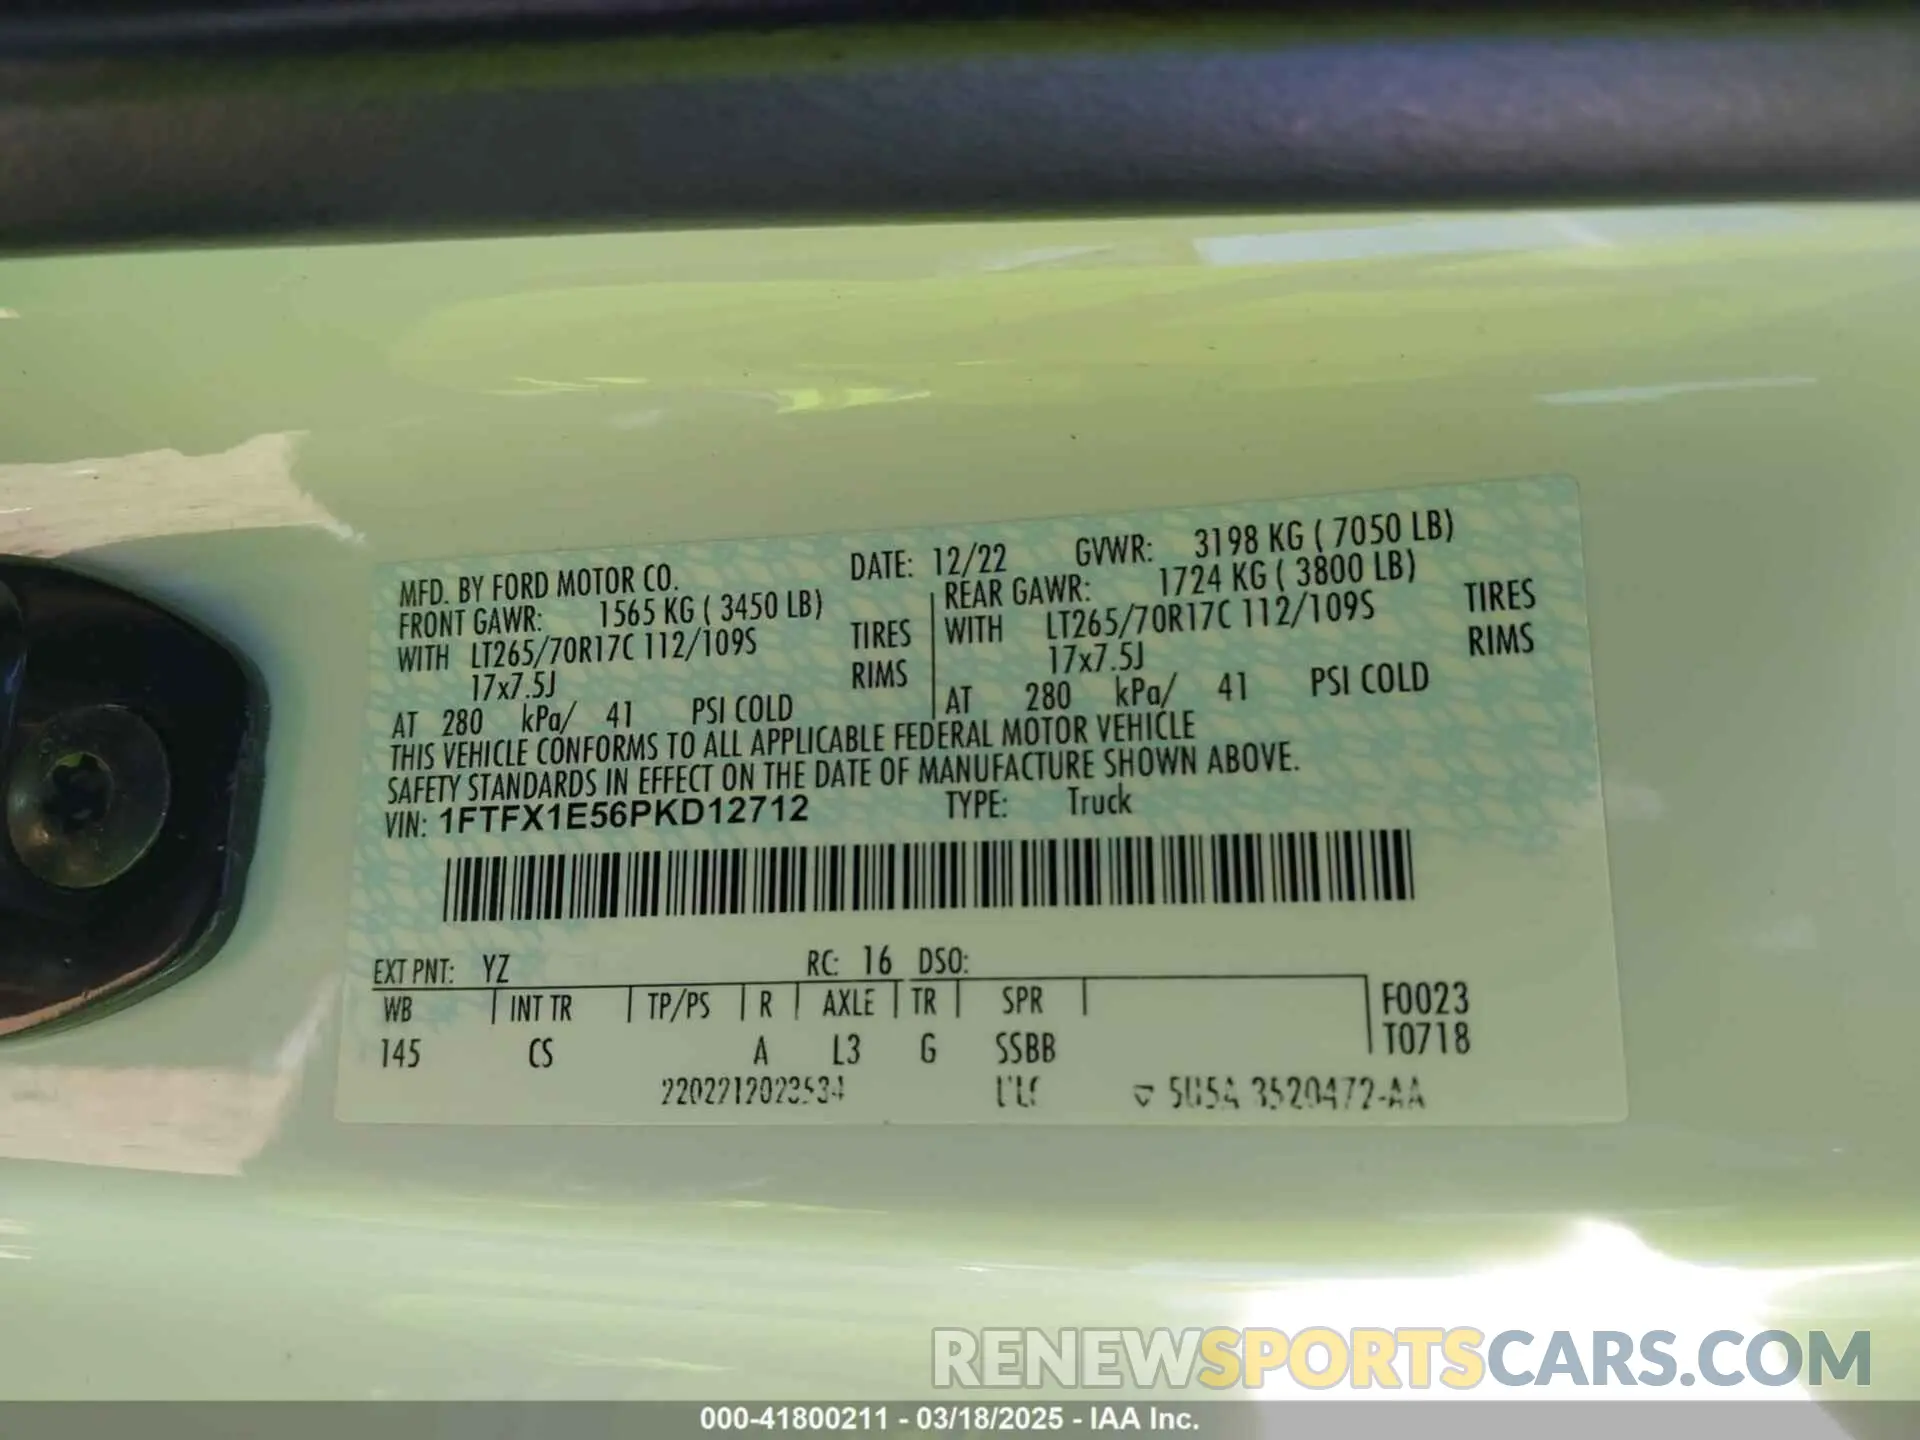 MFD. BY FORD MOTOR CO. DATE: 12/22 GVWR: 3198 KG ( 7050 LB)
FRONT GAWR: 1565 KG ( 3450 LB) REAR GAWR: 1724 KG ( 3800 LB)
WITH LT265/70R17C 112/109S TIRES WITH LT265/70R17C 112/109S TIRES
17x7.5J RIMS 17x7.5J RIMS
AT 280 kPa/ 41 PSI COLD AT 280 kPa/ 41 PSI COLD
THIS VEHICLE CONFORMS TO ALL APPLICABLE FEDERAL MOTOR VEHICLE
SAFETY STANDARDS IN EFFECT ON THE DATE OF MANUFACTURE SHOWN ABOVE.
VIN: 1FTFX1E56PKD12712 TYPE: Truck
EXT PNT: YZ RC: 16 DSO:
WB INT TR TP/PS R AXLE TR SPR F0023
145 CS A L3 G SSBB T0718
RENEWSPORTSCARS.COM
000-41800211 - 03/18/2025 - IAA Inc.